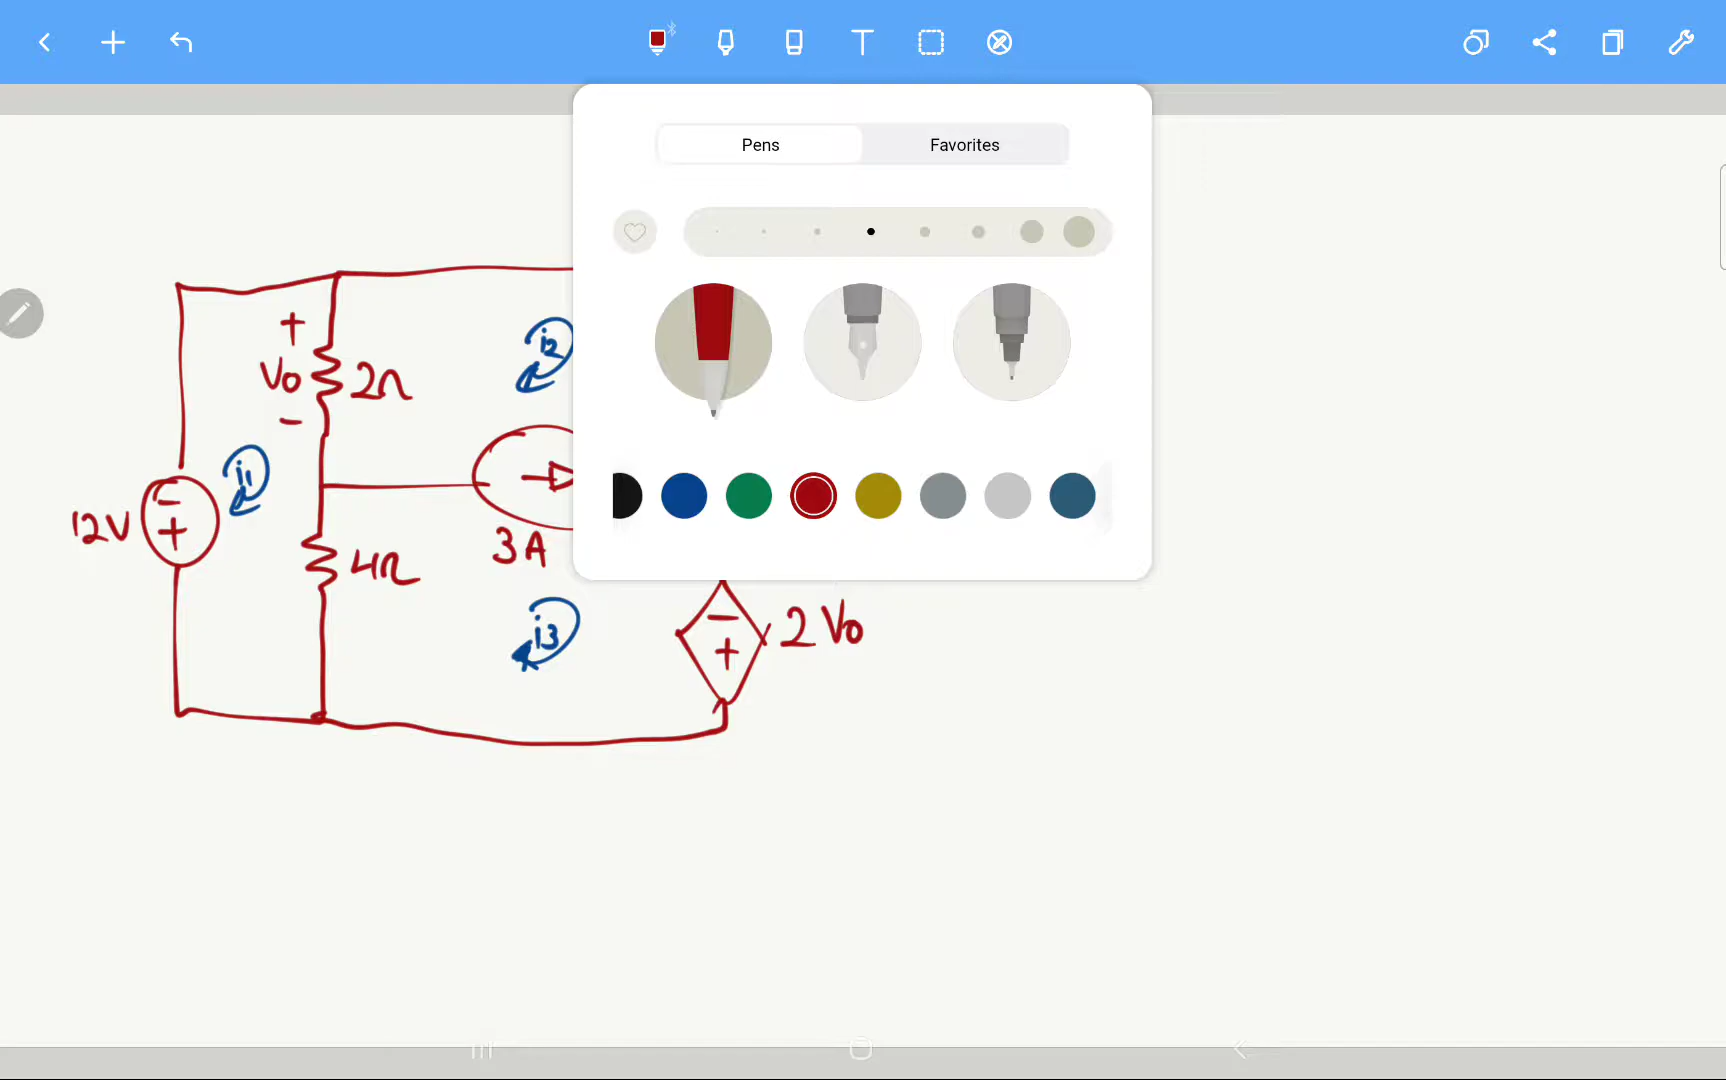 T
Pens Favorites
+
Vo 2Ω
-
i2
i1
12V
-
+
4Ω
3A
i3
-
+
2Vo